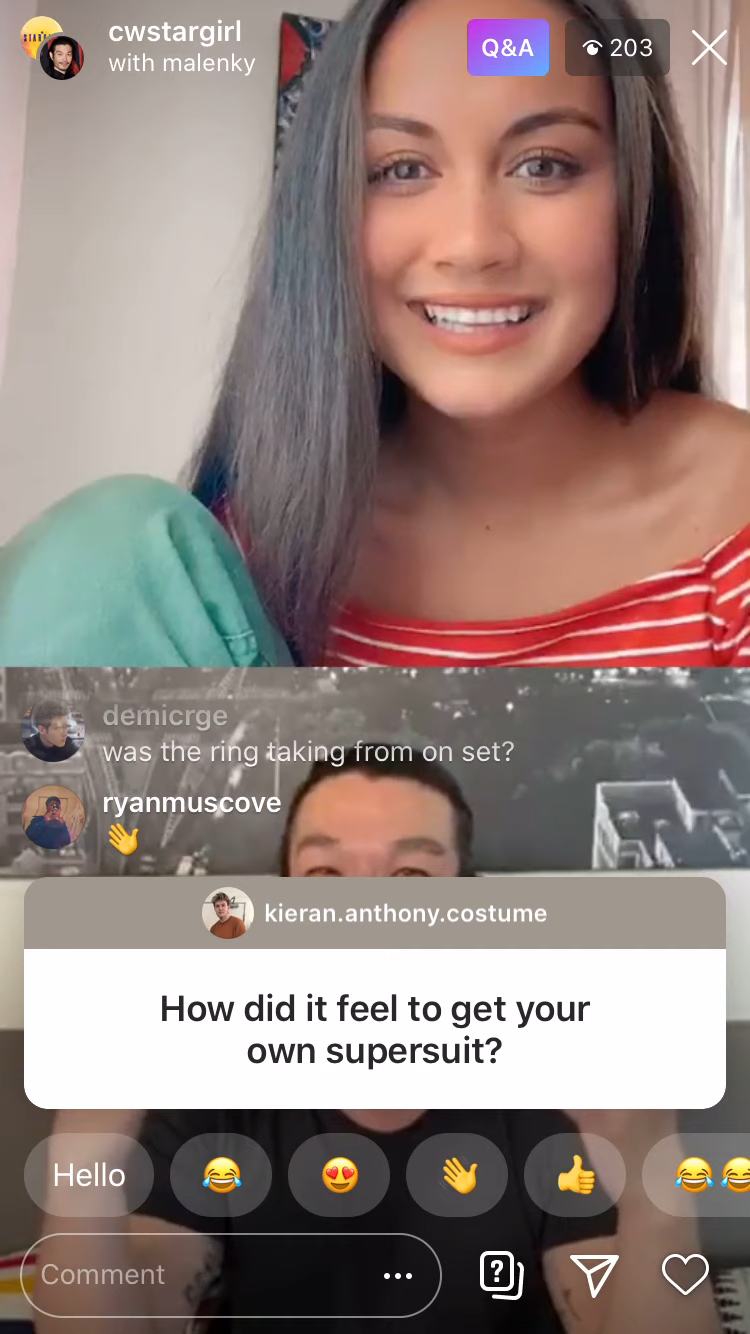 cwstargirl
with malenky
Q&A
203
demicrge
was the ring taking from on set?
ryanmuscove
👋
kieran.anthony.costume
How did it feel to get your
own supersuit?
Hello 😂 😍 👋 👍 😂😂
Comment